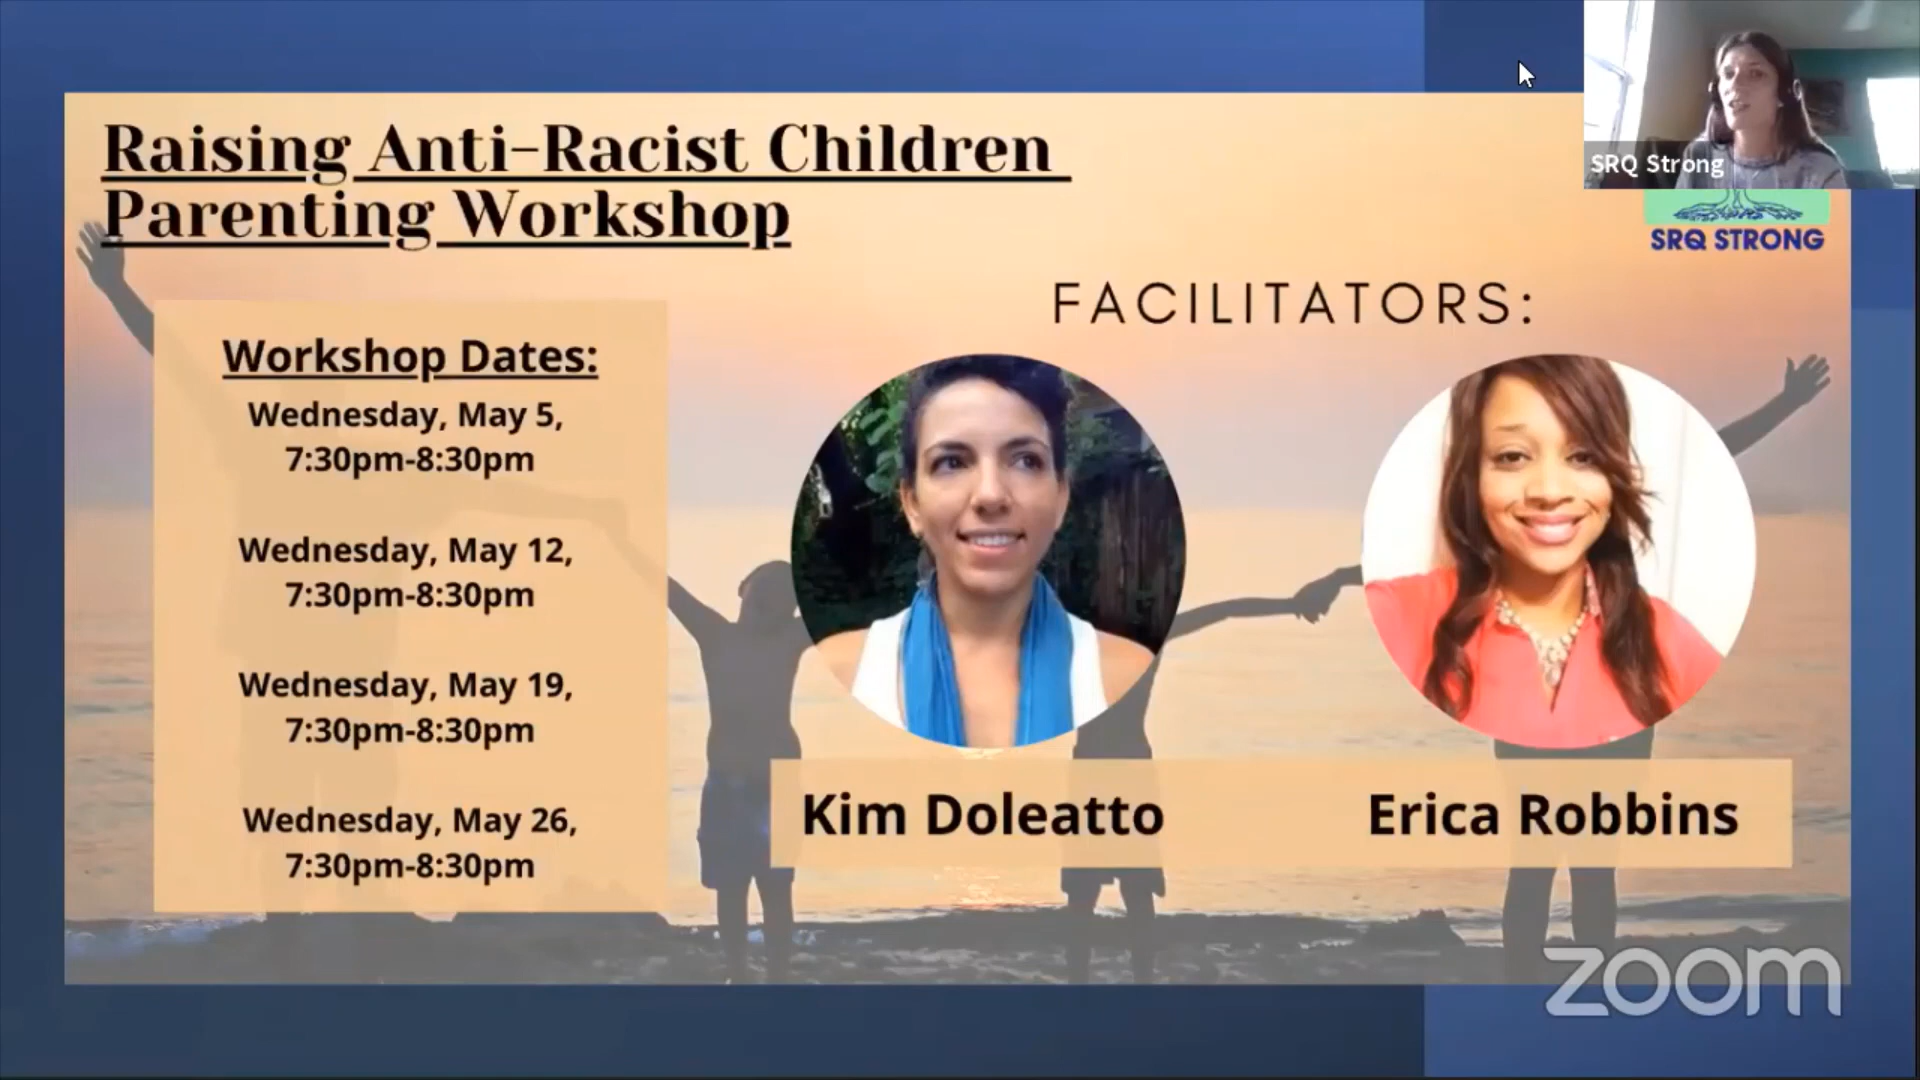 Raising Anti-Racist Children
Parenting Workshop
SRQ Strong
SRQ STRONG
FACILITATORS:
Workshop Dates:
Wednesday, May 5,
7:30pm-8:30pm
Wednesday, May 12,
7:30pm-8:30pm
Wednesday, May 19,
7:30pm-8:30pm
Wednesday, May 26,
7:30pm-8:30pm
Kim Doleatto
Erica Robbins
zoom